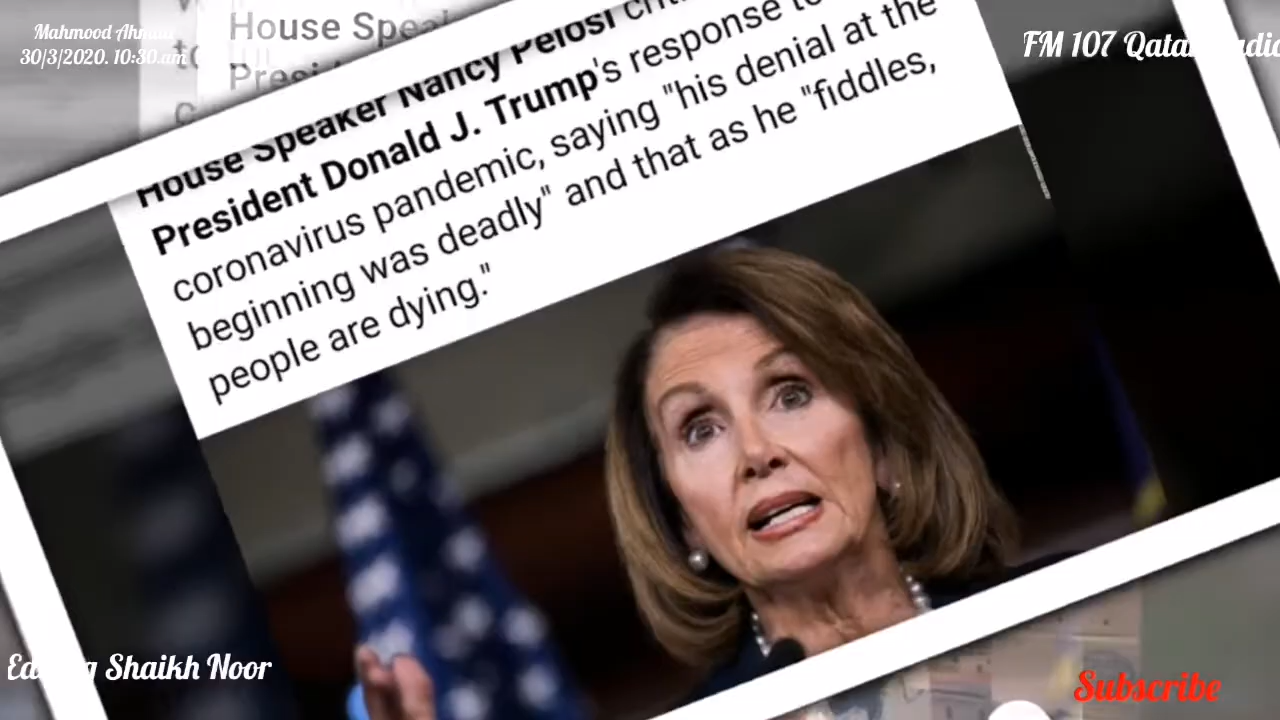 Mahmood Ahmad
30/3/2020. 10:30.am
FM 107 Qatar Radio
House Speaker Nancy Pelosi
President Donald J. Trump's response to
coronavirus pandemic, saying "his denial at the
beginning was deadly" and that as he "fiddles,
people are dying."
House
Shaikh Noor
Subscribe